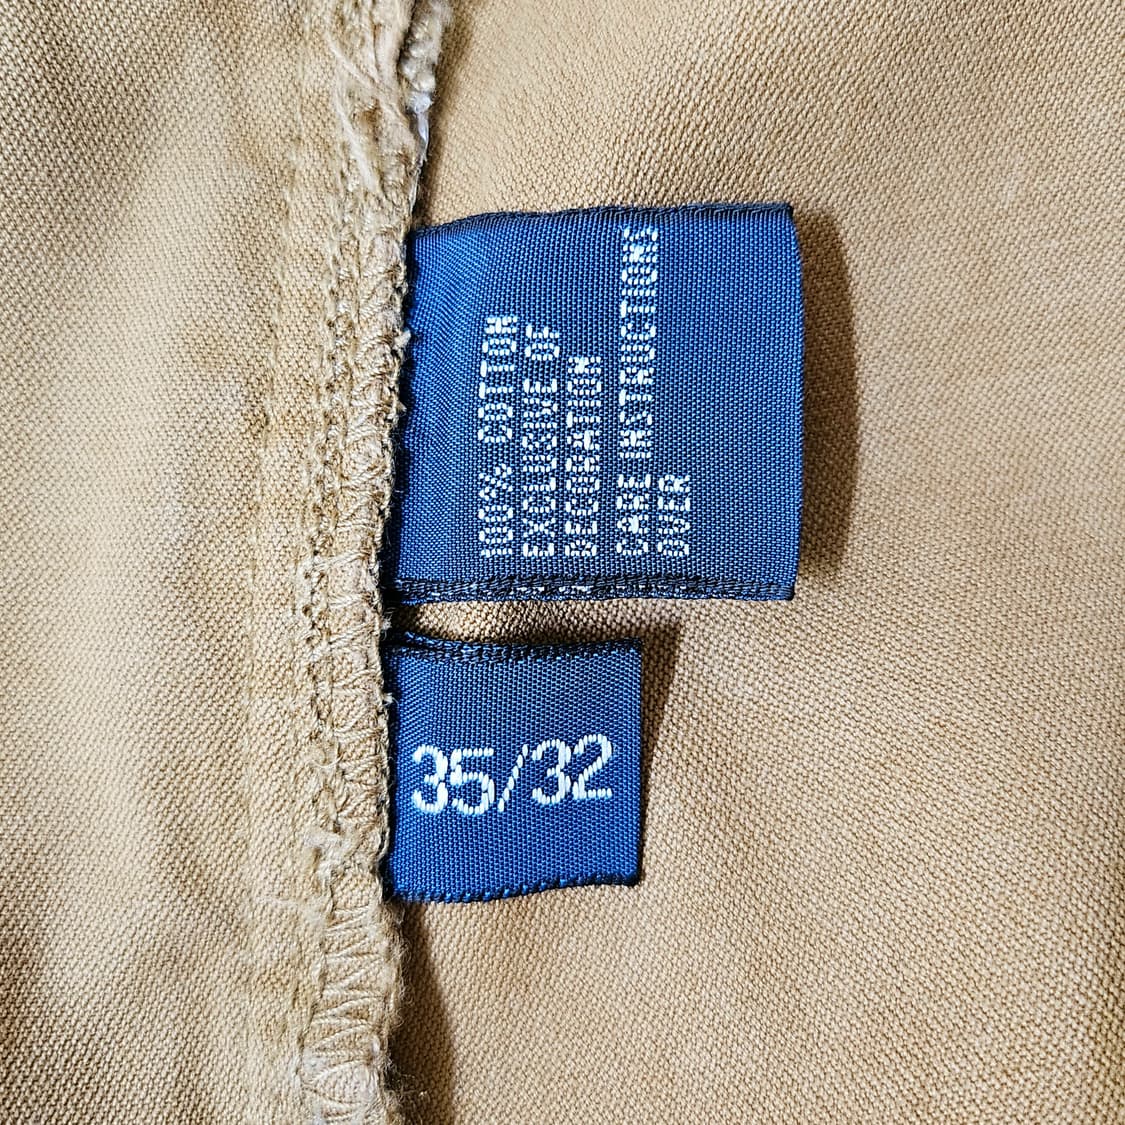 100% COTTON
EXCLUSIVE OF
DECORATION
CARE INSTRUCTIONS
OVER
35/32